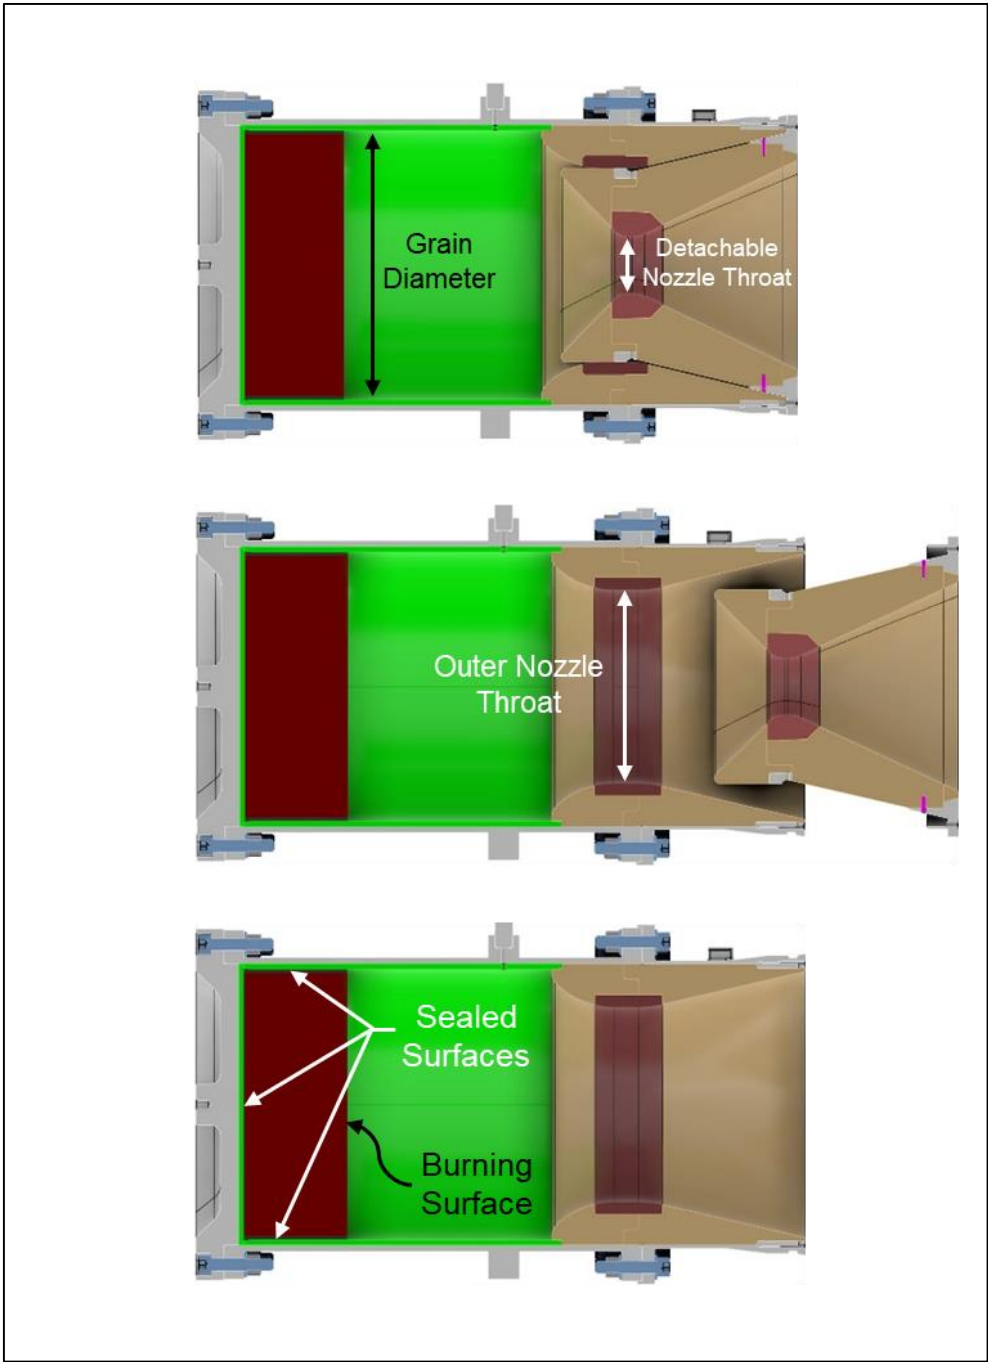 Grain
Diameter
Detachable
Nozzle Throat
Outer Nozzle
Throat
Sealed
Surfaces
Burning
Surface